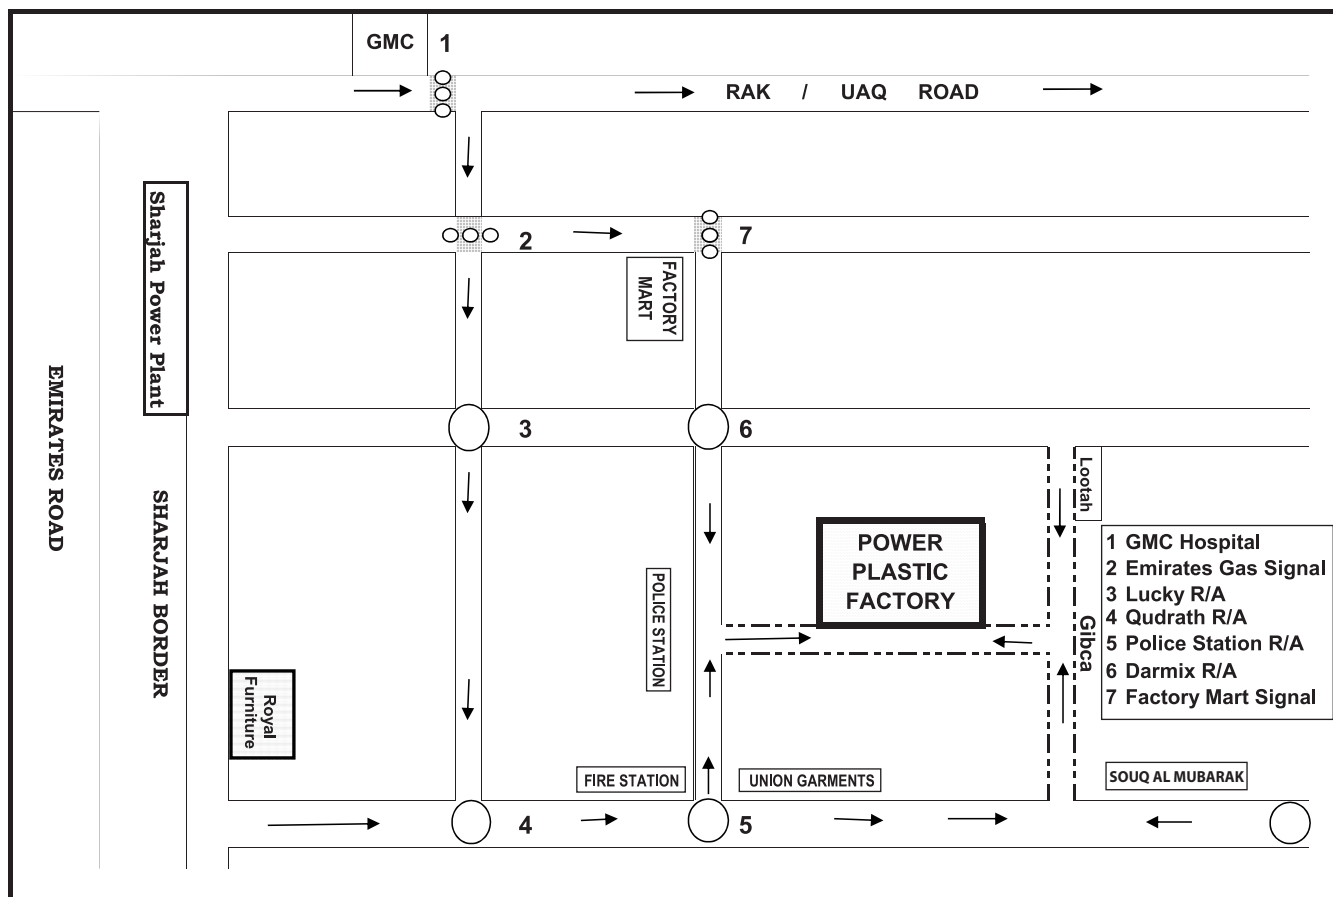 GMC
1
RAK / UAQ ROAD
Sharjah Power Plant
2
7
FACTORY
MART
EMIRATES ROAD
3
6
SHARJAH BORDER
Lootah
POWER
PLASTIC
FACTORY
POLICE STATION
Gibca
1 GMC Hospital
2 Emirates Gas Signal
3 Lucky R/A
4 Qudrath R/A
5 Police Station R/A
6 Darmix R/A
7 Factory Mart Signal
Royal
Furniture
FIRE STATION
UNION GARMENTS
SOUQ AL MUBARAK
4
5